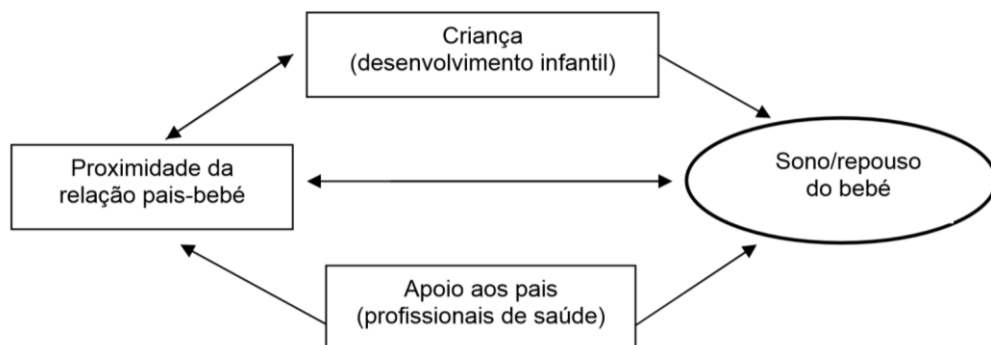 Criança
(desenvolvimento infantil)
Proximidade da
relação pais-bebé
Sono/repouso
do bebé
Apoio aos pais
(profissionais de saúde)